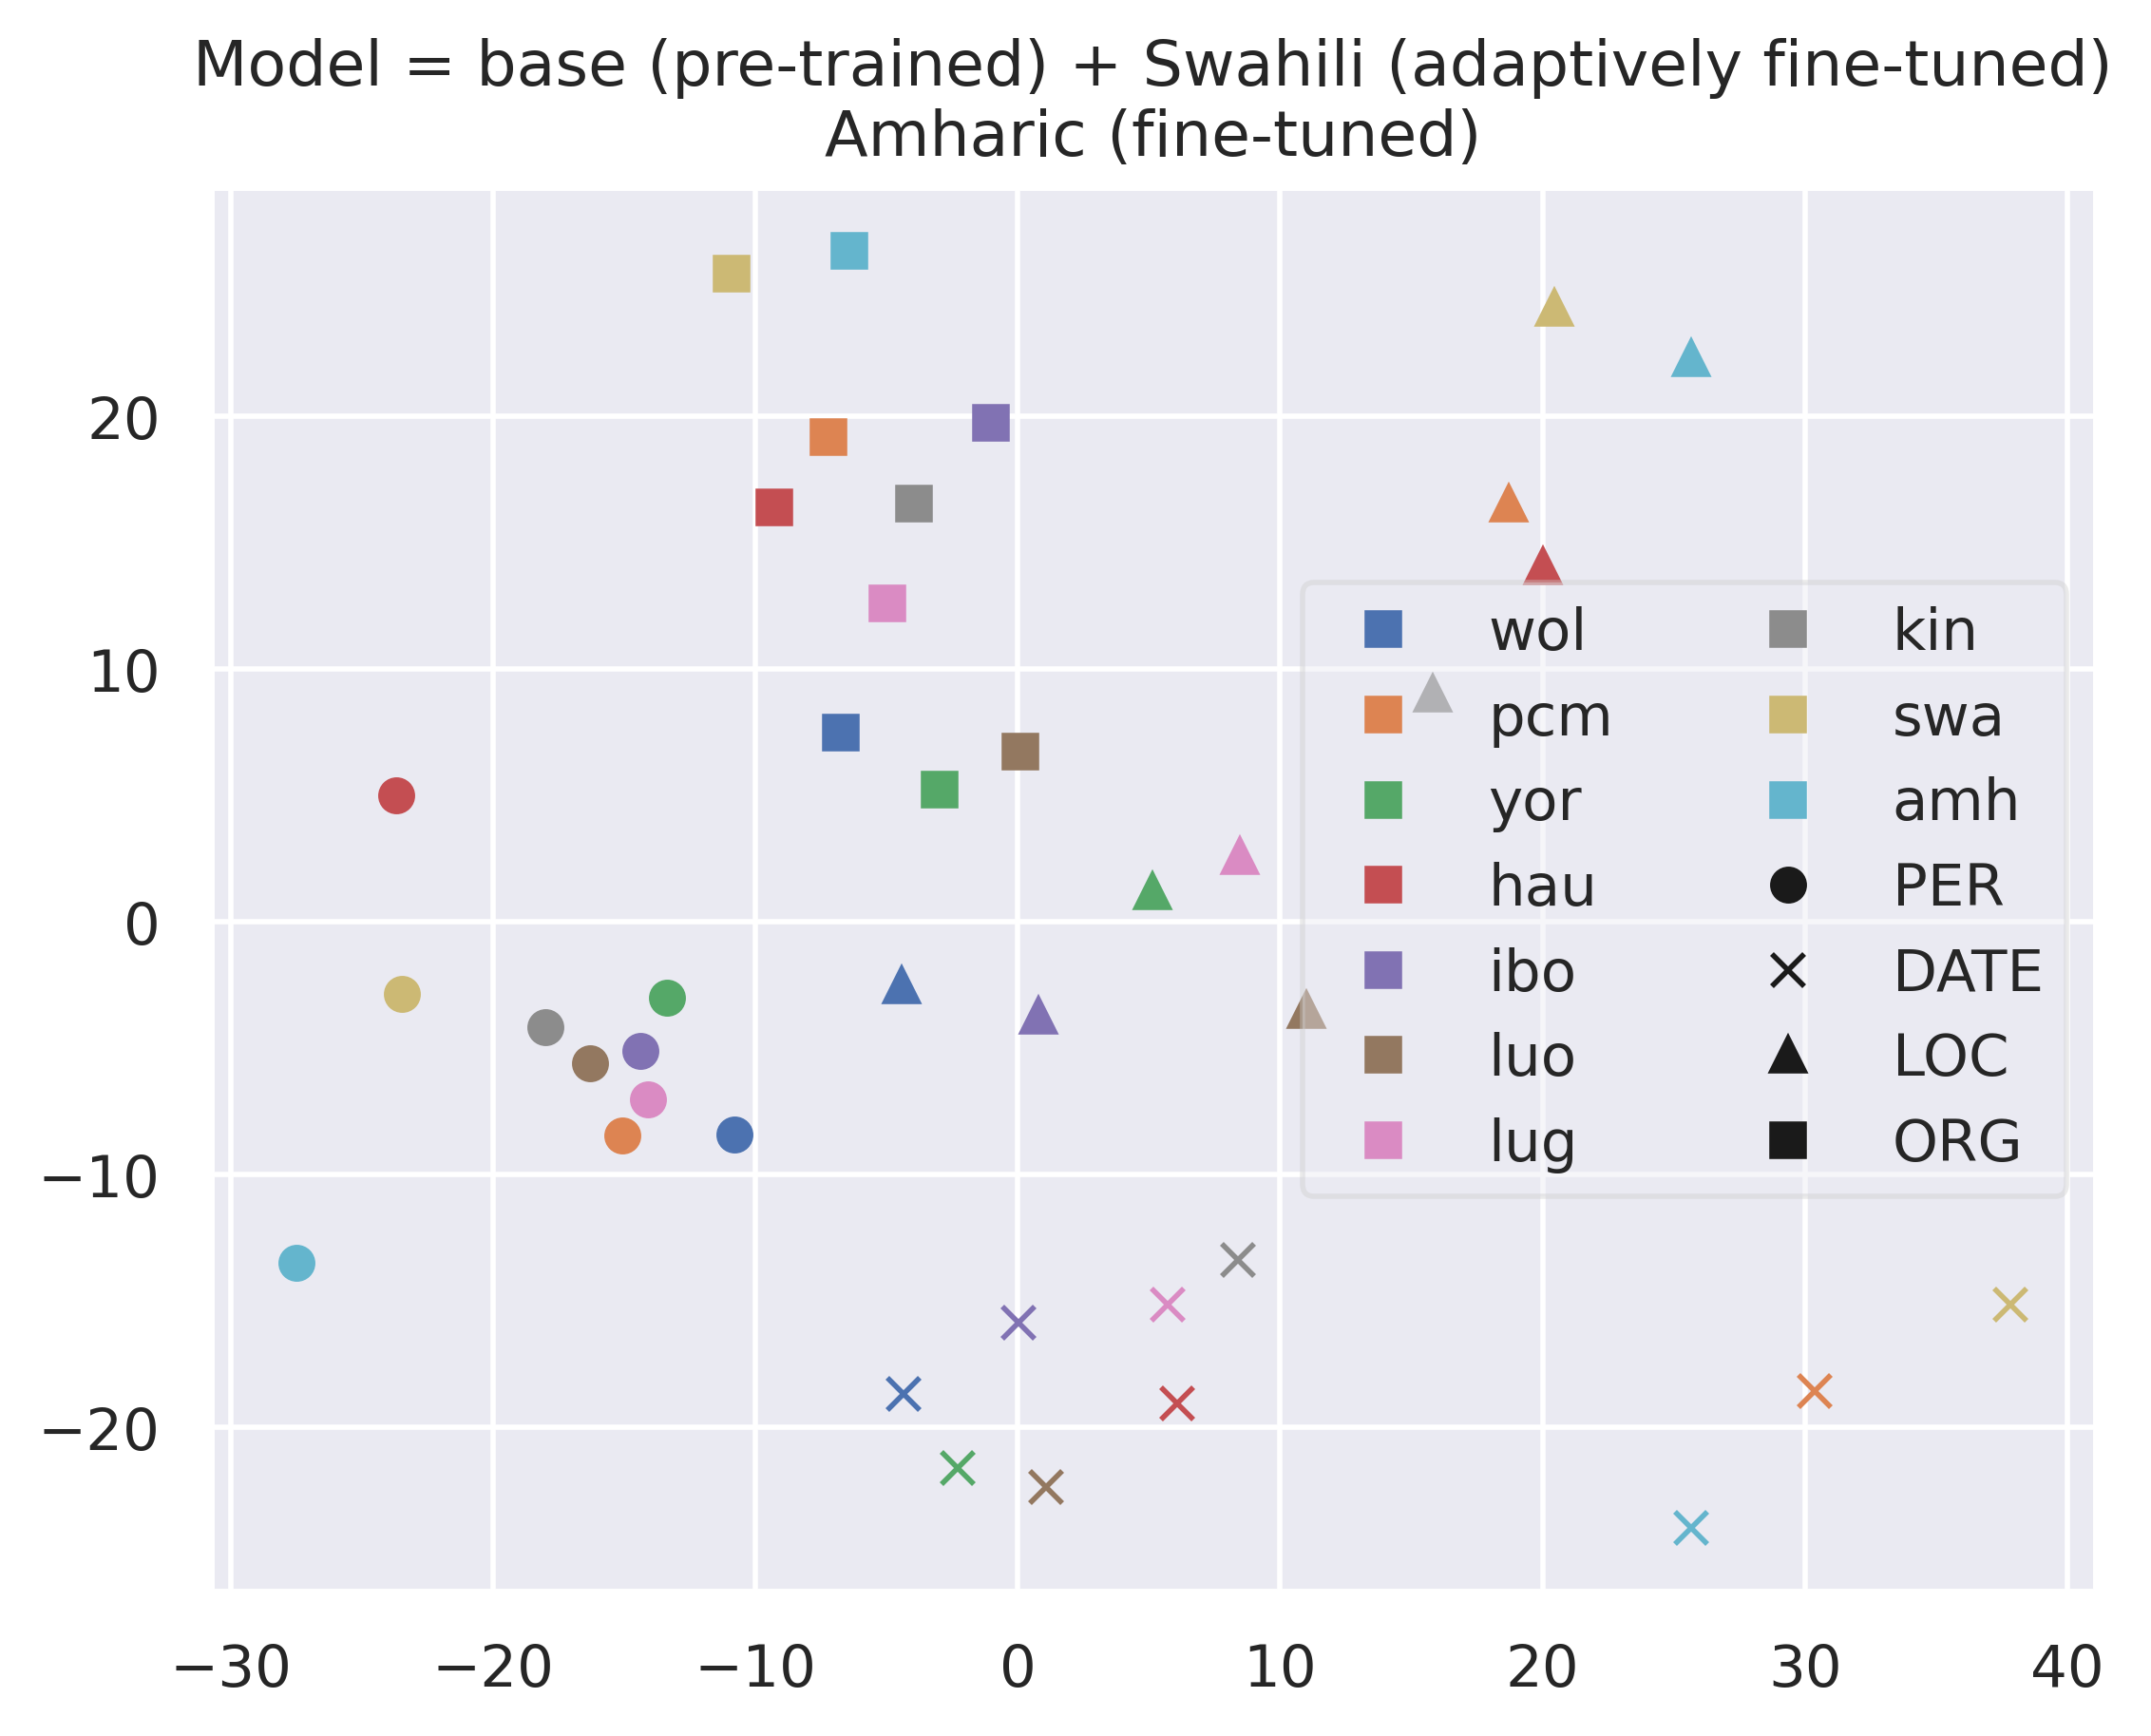 Model = base (pre-trained) + Swahili (adaptively fine-tuned)
Amharic (fine-tuned)
20
10
0
−10
−20
wol
pcm
yor
hau
ibo
luo
lug
kin
swa
amh
PER
DATE
LOC
ORG
−30 −20 −10 0 10 20 30 40